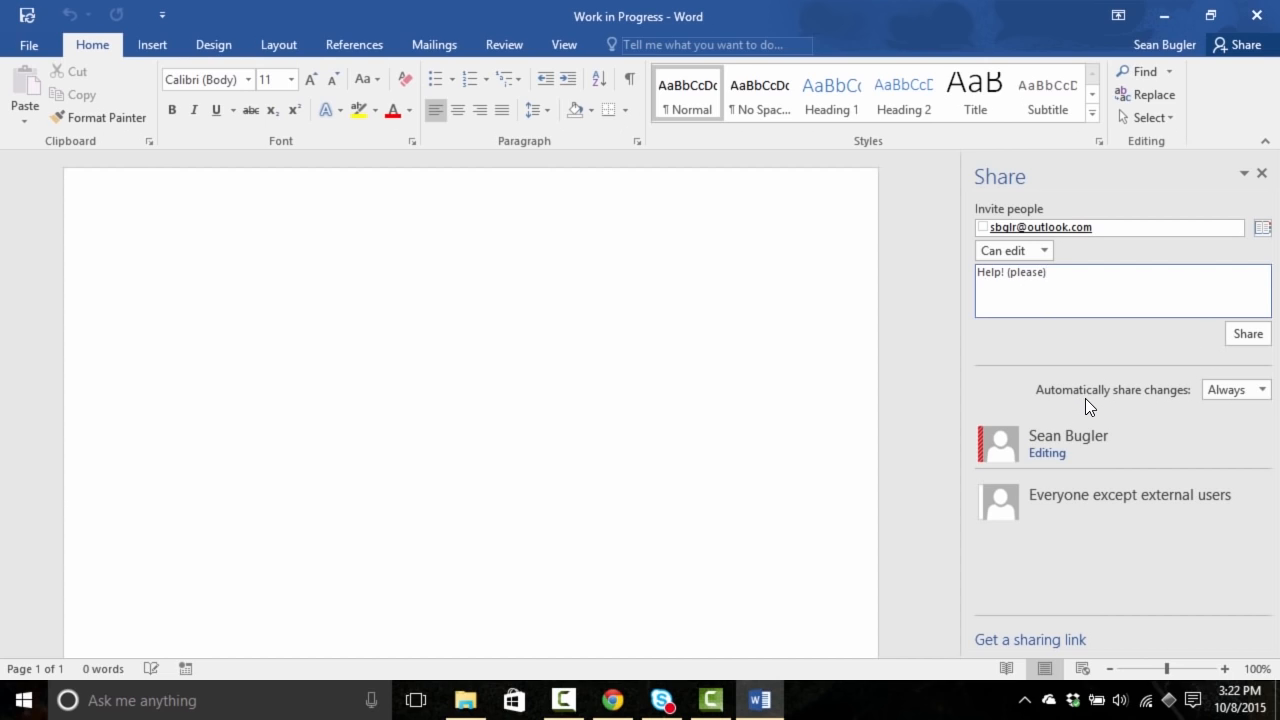 Work in Progress - Word
File Home Insert Design Layout References Mailings Review View Tell me what you want to do... Sean Bugler Share
Paste
Cut
Copy
Format Painter
Clipboard
Calibri (Body) 11
Aa
B I U abc X₂ X²
A ab A
Font
Paragraph
AaBbCcDc AaBbCcDc AaBbCc AaBbCcD AaB AaBbCcD
¶ Normal ¶ No Spac... Heading 1 Heading 2 Title Subtitle
Styles
Find
Replace
Select
Editing
Share
Invite people
sbglr@outlook.com
Can edit
Help! (please)
Share
Automatically share changes: Always
Sean Bugler
Editing
Everyone except external users
Get a sharing link
Page 1 of 1 0 words 100%
Ask me anything
3:22 PM
10/8/2015